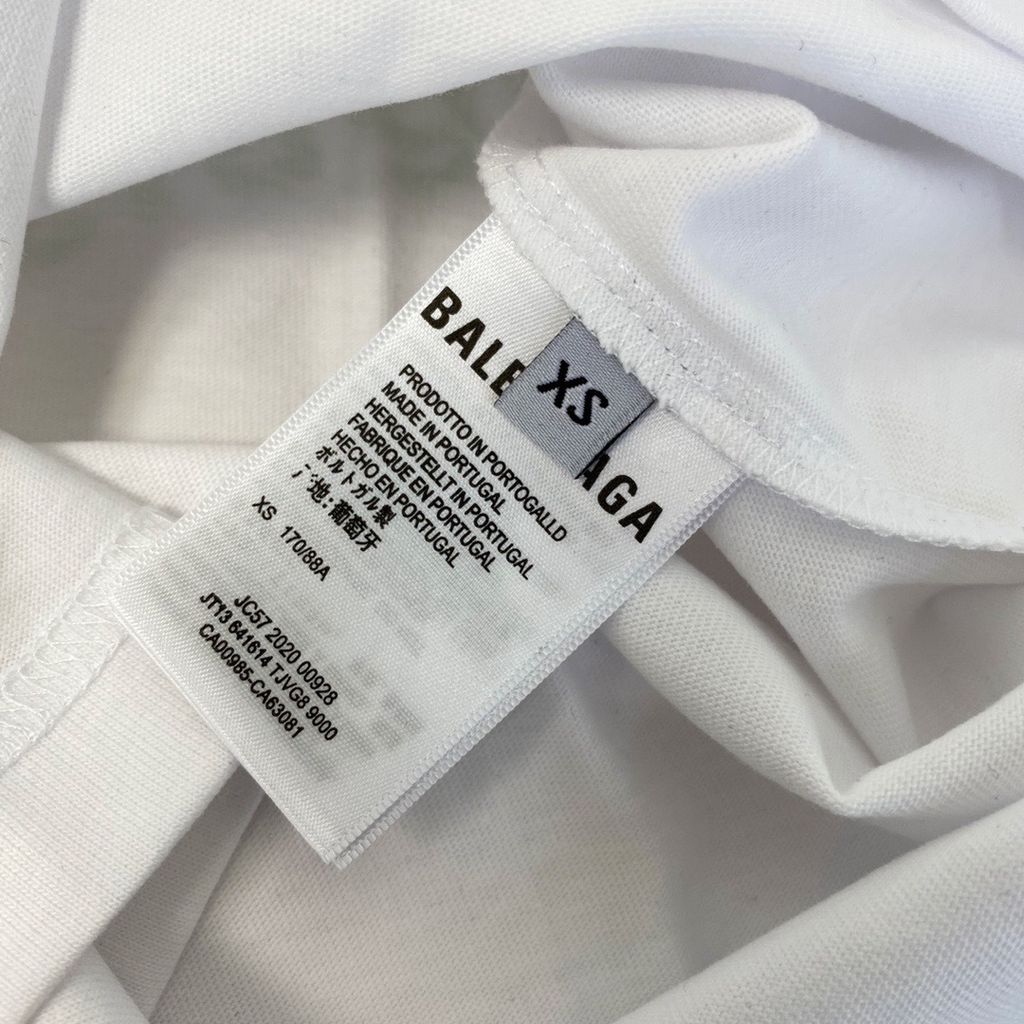 BALE AGA
XS
PRODOTTO IN PORTOGALLD
MADE IN PORTUGAL
HERGESTELLT IN PORTUGAL
FABRIQUE EN PORTUGAL
HECHO EN PORTUGAL
ポルトガル製
产地:葡萄牙
XS 170/88A
JC57 2020 00928
JT13 641614 TJVG8 9000
CAD0985-CA63081